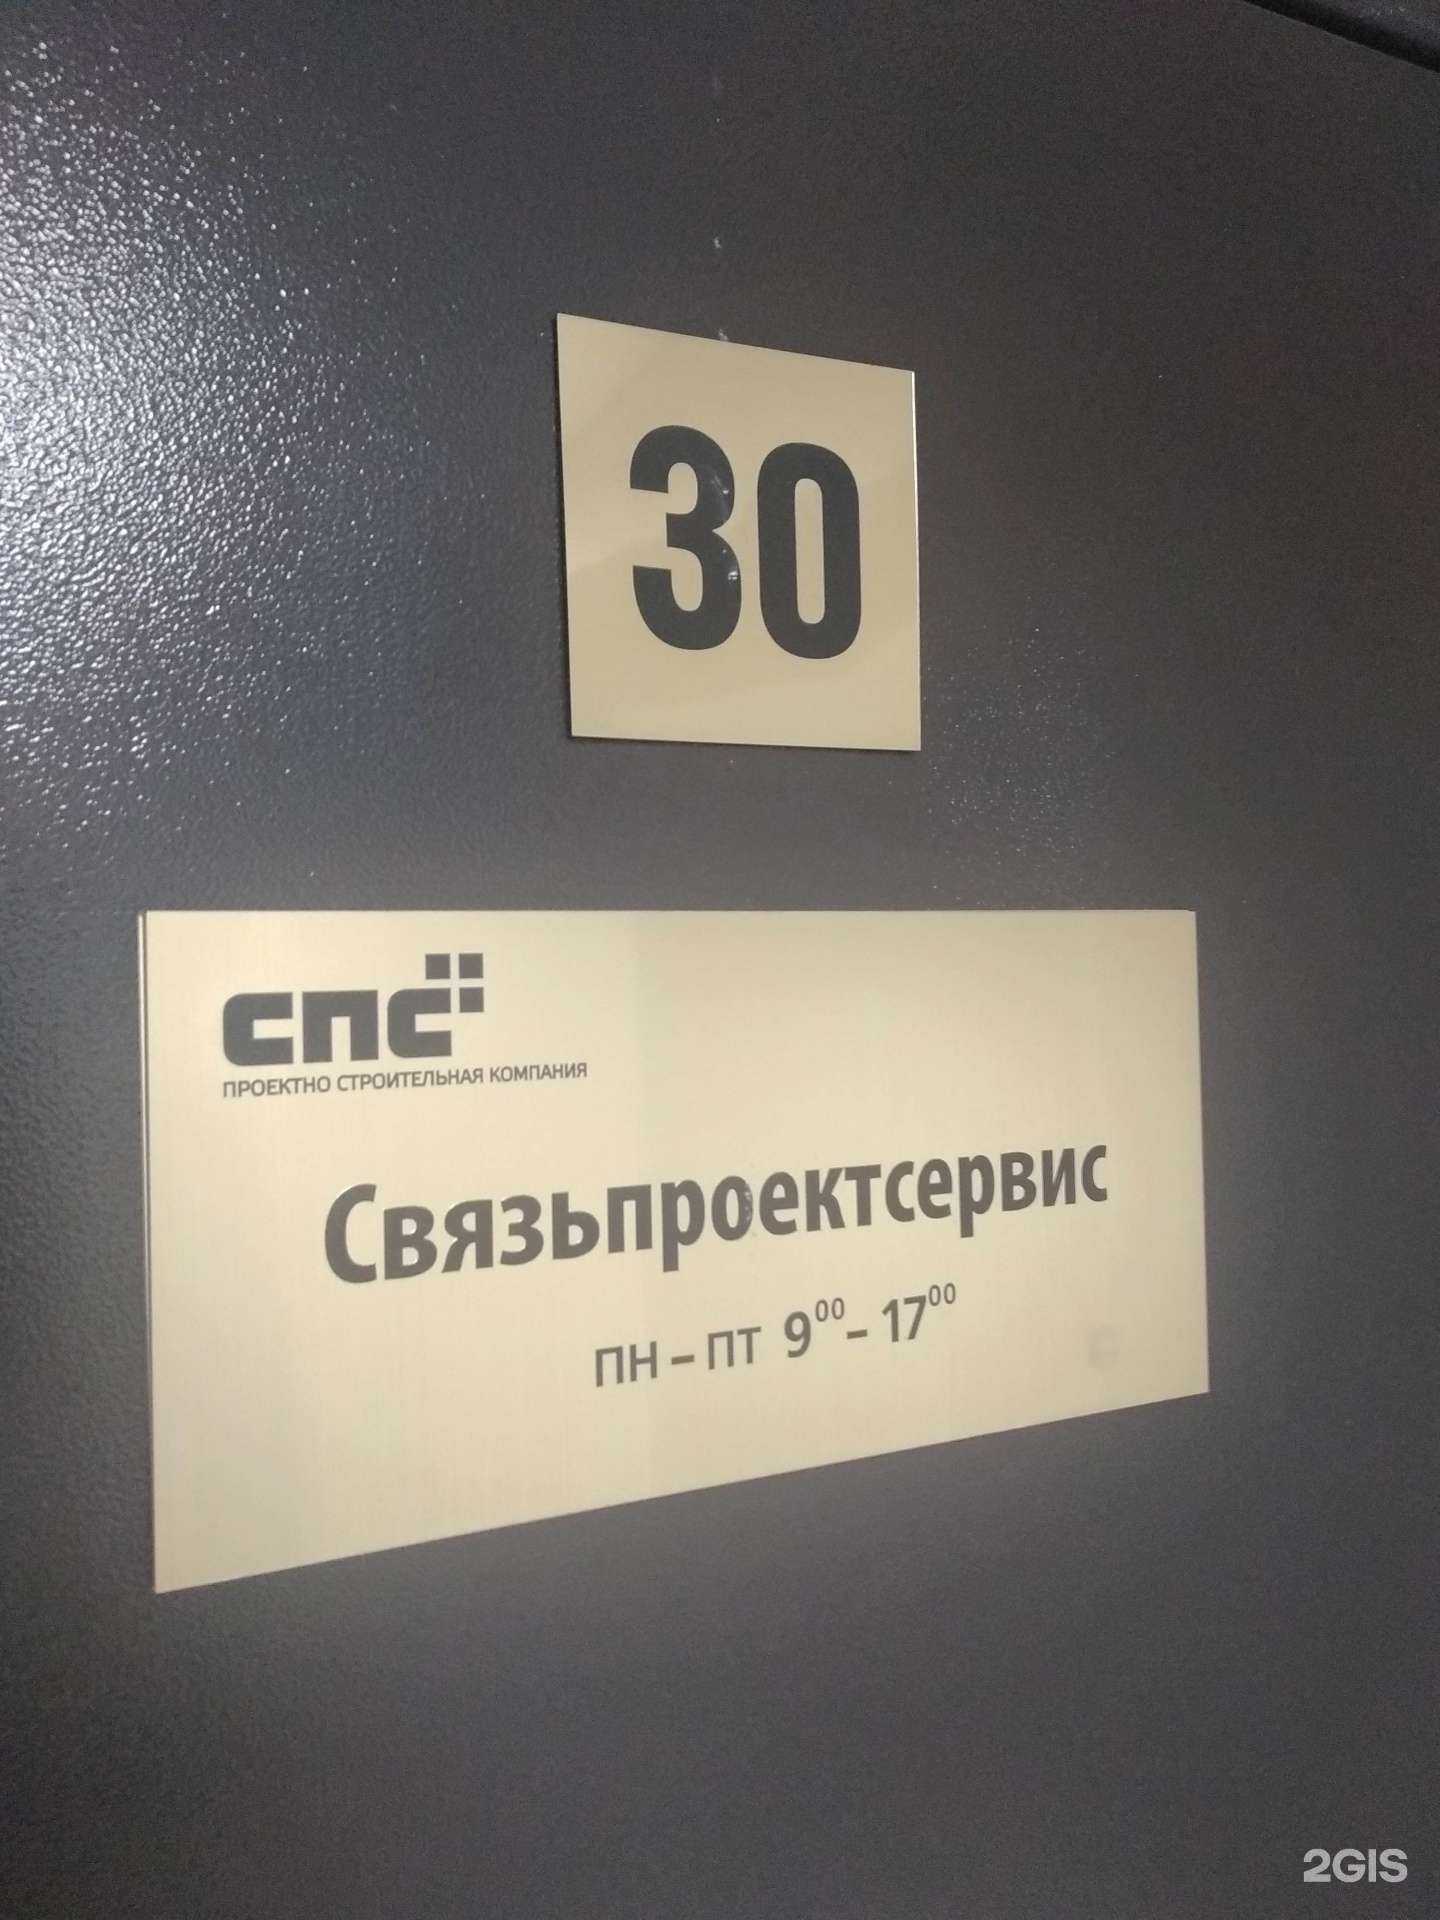 30
СПС
ПРОЕКТНО СТРОИТЕЛЬНАЯ КОМПАНИЯ
Связьпроектсервис
ПН – ПТ 9⁰⁰ – 17⁰⁰
2GIS